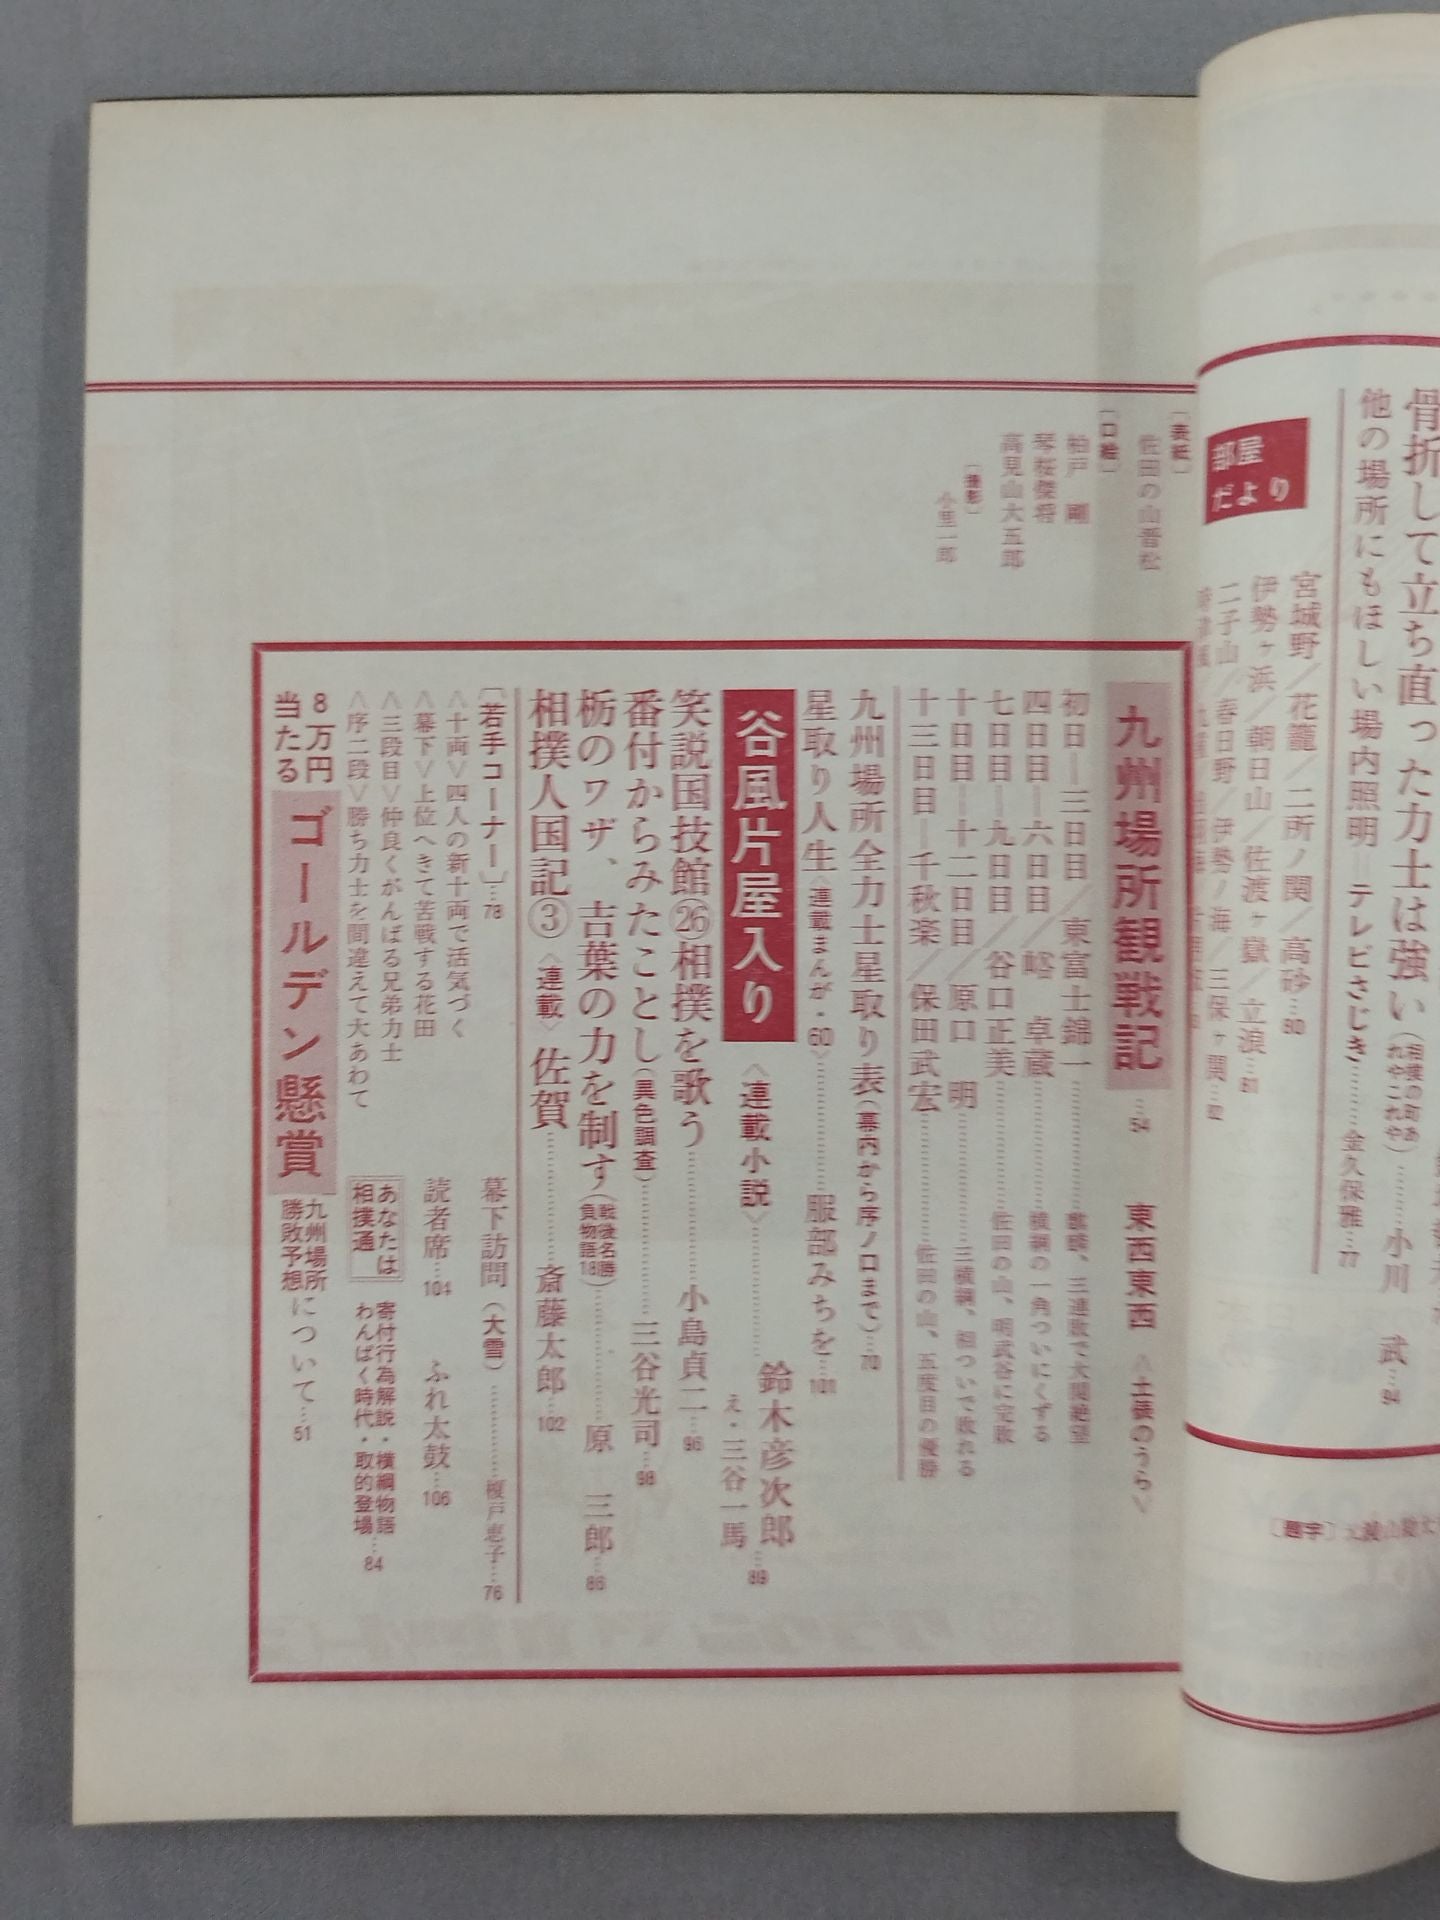 骨折して立ち直った力士は強い(相撲の町あれやこれや)……小川 武…94
他の場所にもほしい場内照明＝テレビさじき………金久保雅…77
部屋だより
宮城野／花籠／二所ノ関／高砂…80
伊勢ヶ浜／朝日山／佐渡ヶ嶽／立浪…81
二子山／春日野／伊勢ノ海／三保ヶ関…82
〔表紙〕
佐田の山晋松
〔口絵〕
柏戸 剛
琴桜傑将
高見山大五郎
〔撮影〕
小里一郎
九州場所観戦記…54
東西東西〈土俵のうら〉
初日―三日目／東富士錦一……麒麟、三連敗で大関絶望
四日目―六日目／峪 卓蔵……横綱の一角ついにくずる
七日目―九日目／谷口正美……佐田の山、明武谷に完敗
十日目―十二日目／原口 明……三横綱、相ついで敗れる
十三日目―千秋楽／保田武宏……佐田の山、五度目の優勝
九州場所全力士星取り表(幕内から序ノ口まで)…70
星取り人生〈連載まんが・60〉………服部みちを…101
谷風片屋入り〈連載小説〉………鈴木彦次郎
え・三谷一馬…89
笑説国技館㉖相撲を歌う………小島貞二…96
番付からみたことし(異色調査)………三谷光司…98
栃のワザ、吉葉の力を制す(戦後名勝負物語18)………原 三郎…86
相撲人国記③〈連載〉佐賀………斎藤太郎…102
〔若手コーナー〕…78
〈十両〉四人の新十両で活気づく
〈幕下〉上位へきて苦戦する花田
〈三段目〉仲良くがんばる兄弟力士
〈序二段〉勝ち力士を間違えて大あわて
幕下訪問(大雪)………榎戸恵子…76
読者席…104
ふれ太鼓…106
あなたは相撲通
寄付行為解説・横綱物語
わんぱく時代・取的登場…84
8万円当たる
ゴールデン懸賞
九州場所勝敗予想について…51
〔題字〕